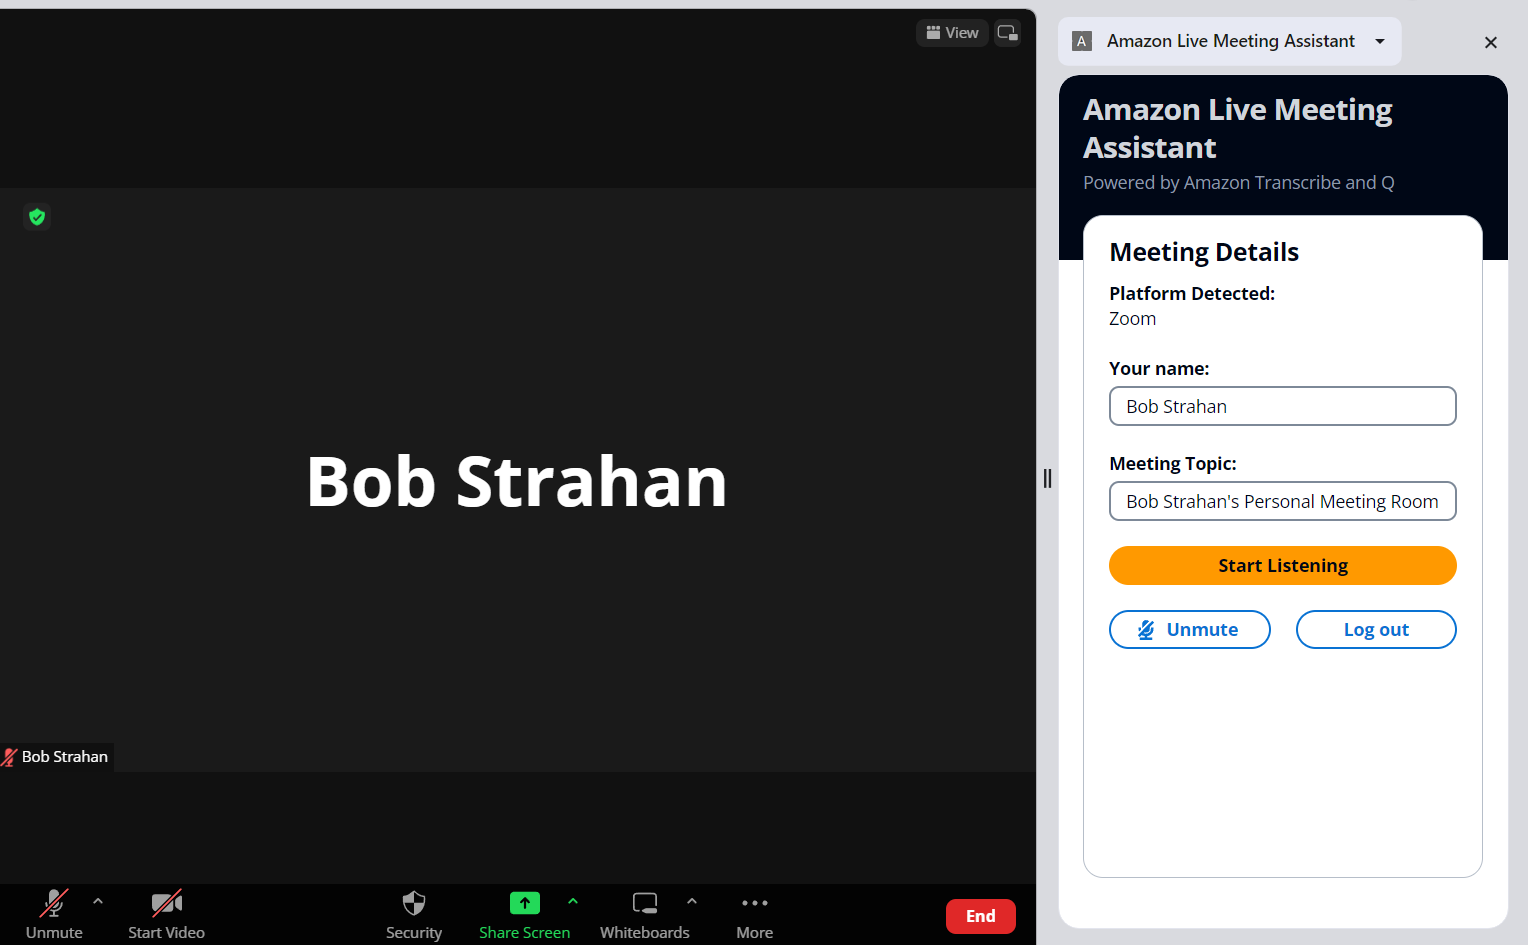 View
Bob Strahan
Bob Strahan
Unmute
Start Video
Security
Share Screen
Whiteboards
More
End
A
Amazon Live Meeting Assistant
Amazon Live Meeting
Assistant
Powered by Amazon Transcribe and Q
Meeting Details
Platform Detected:
Zoom
Your name:
Bob Strahan
Meeting Topic:
Bob Strahan's Personal Meeting Room
Start Listening
Unmute
Log out